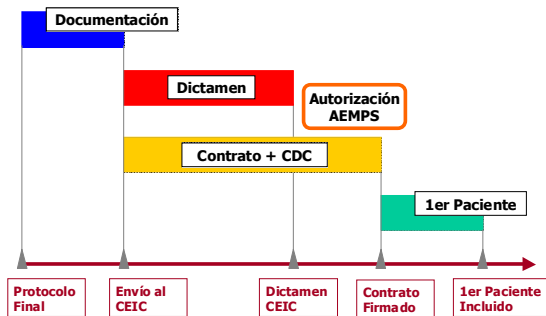 Documentación
Dictamen
Autorización
AEMPS
Contrato + CDC
1er Paciente
Protocolo
Final
Envío al
CEIC
Dictamen
CEIC
Contrato
Firmado
1er Paciente
Incluido